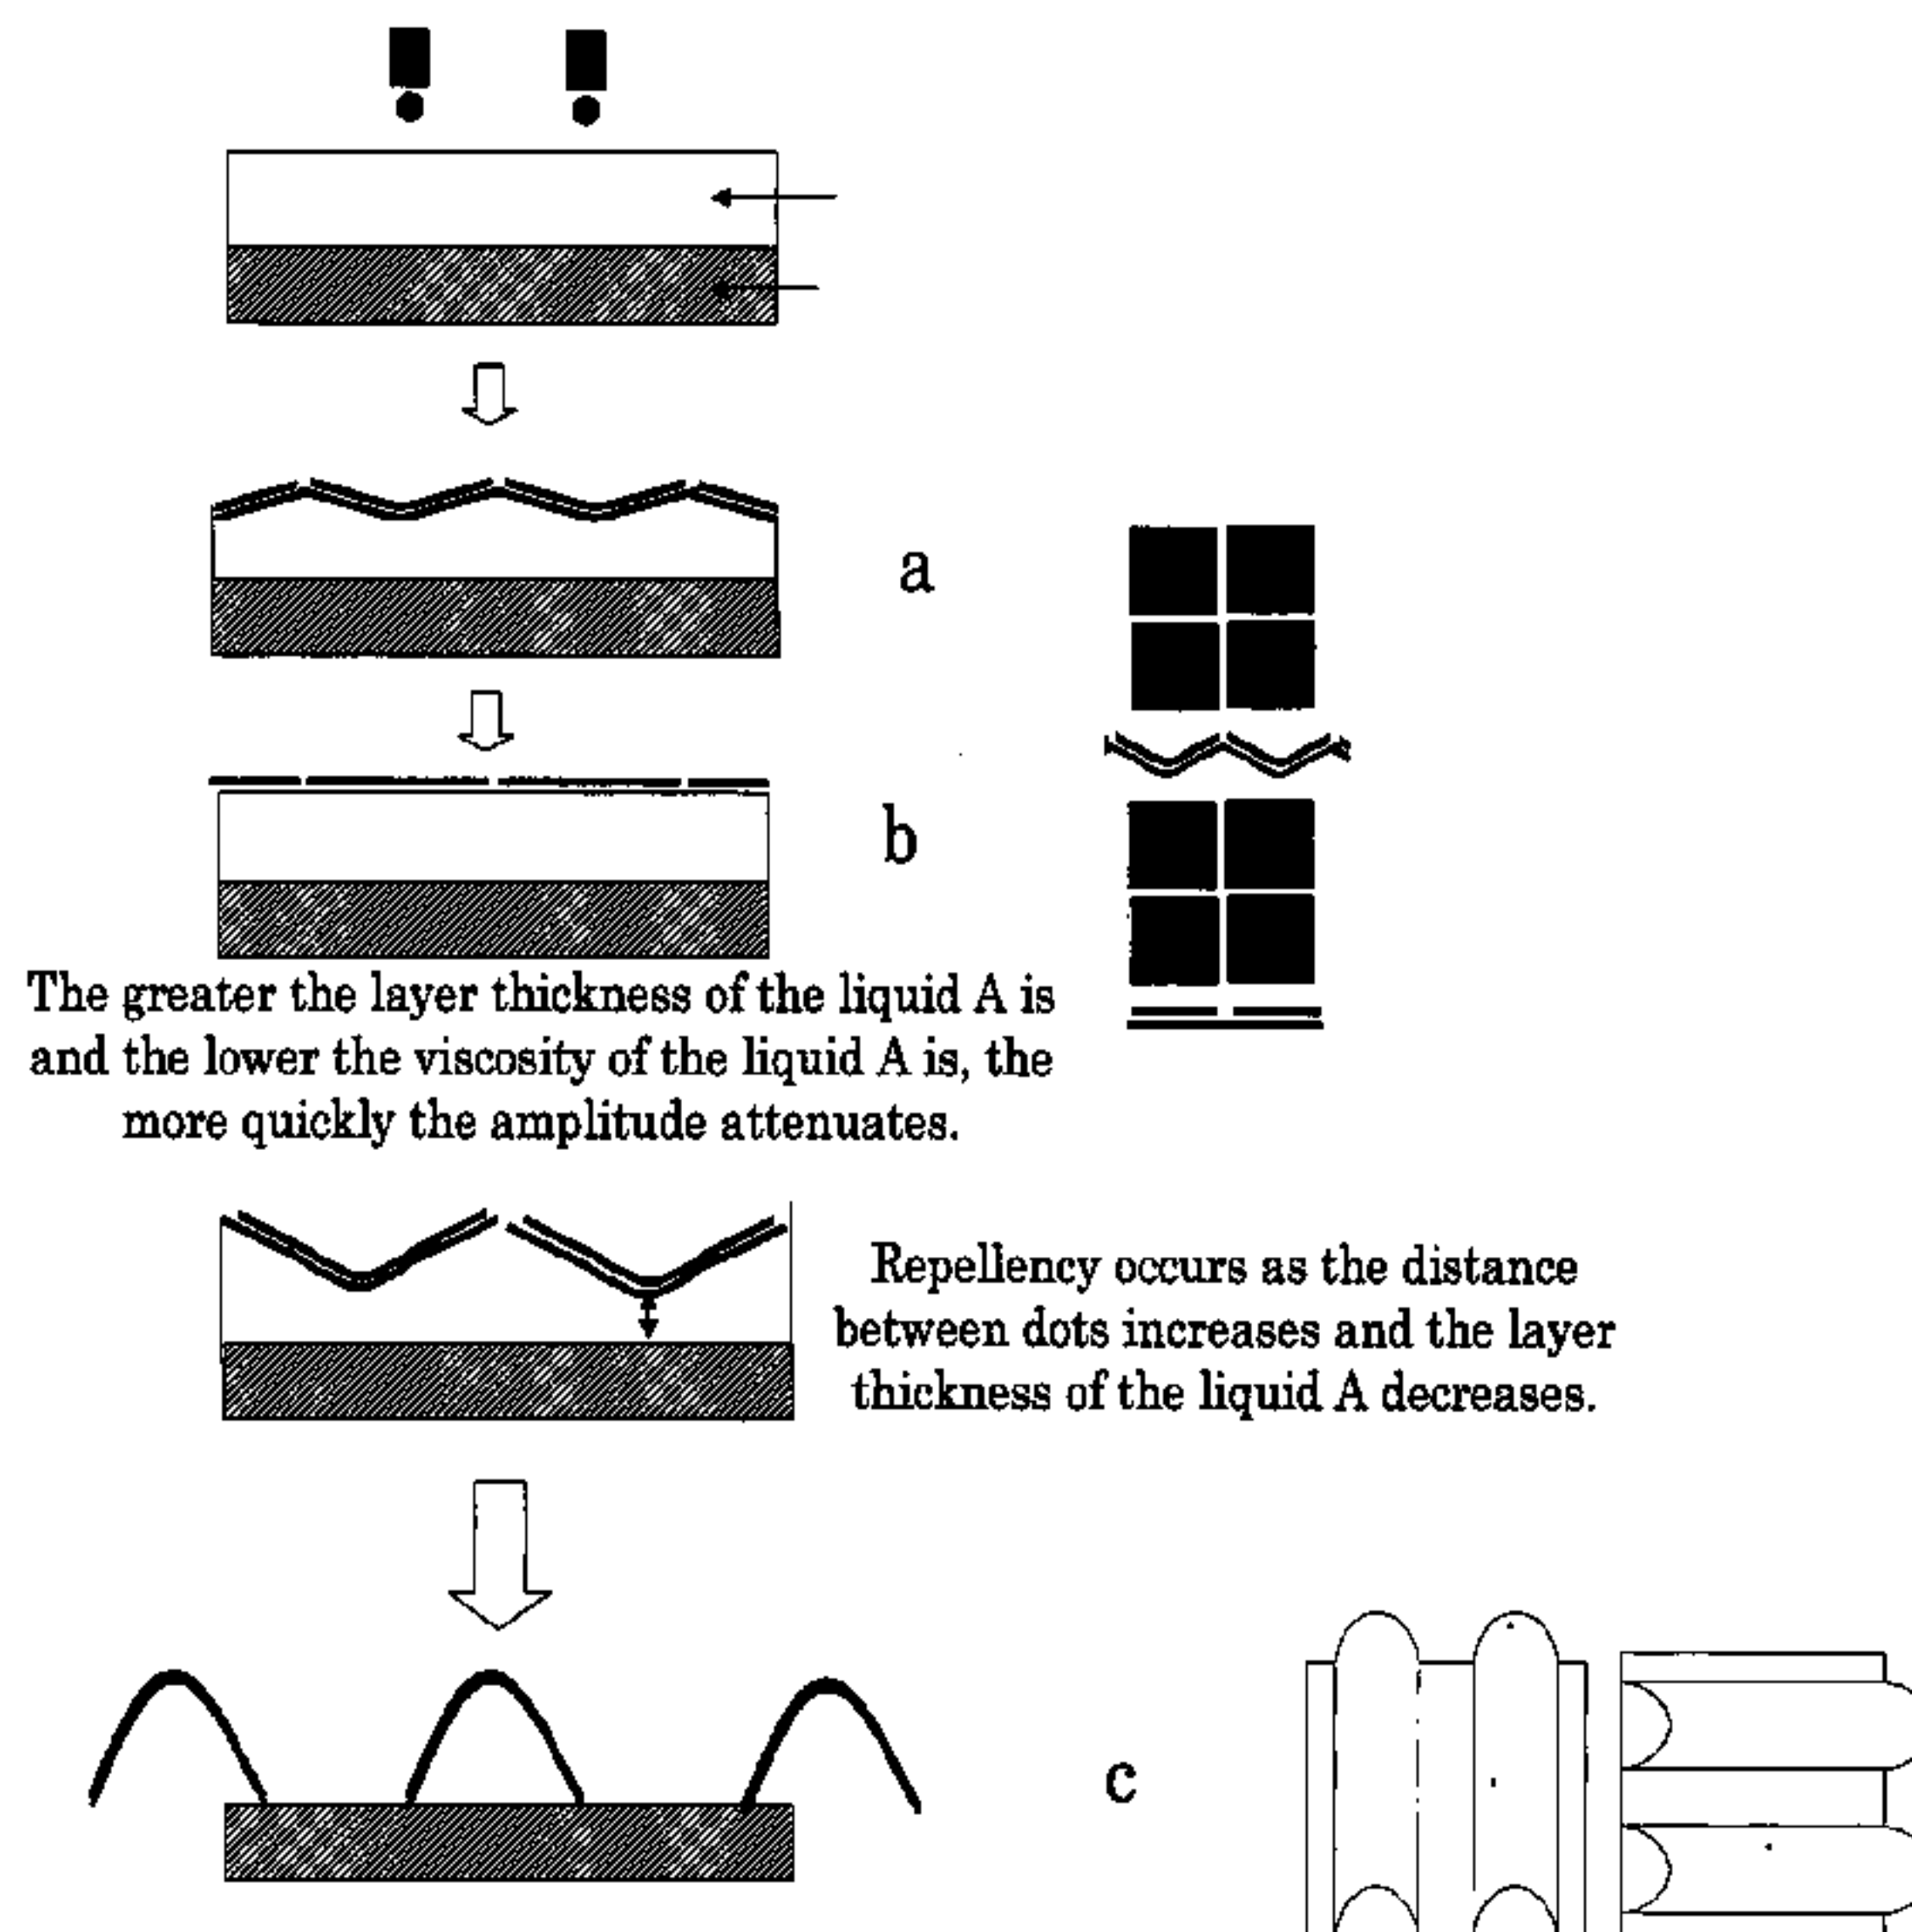 a
b
The greater the layer thickness of the liquid A is
and the lower the viscosity of the liquid A is, the
more quickly the amplitude attenuates.
Repellency occurs as the distance
between dots increases and the layer
thickness of the liquid A decreases.
c